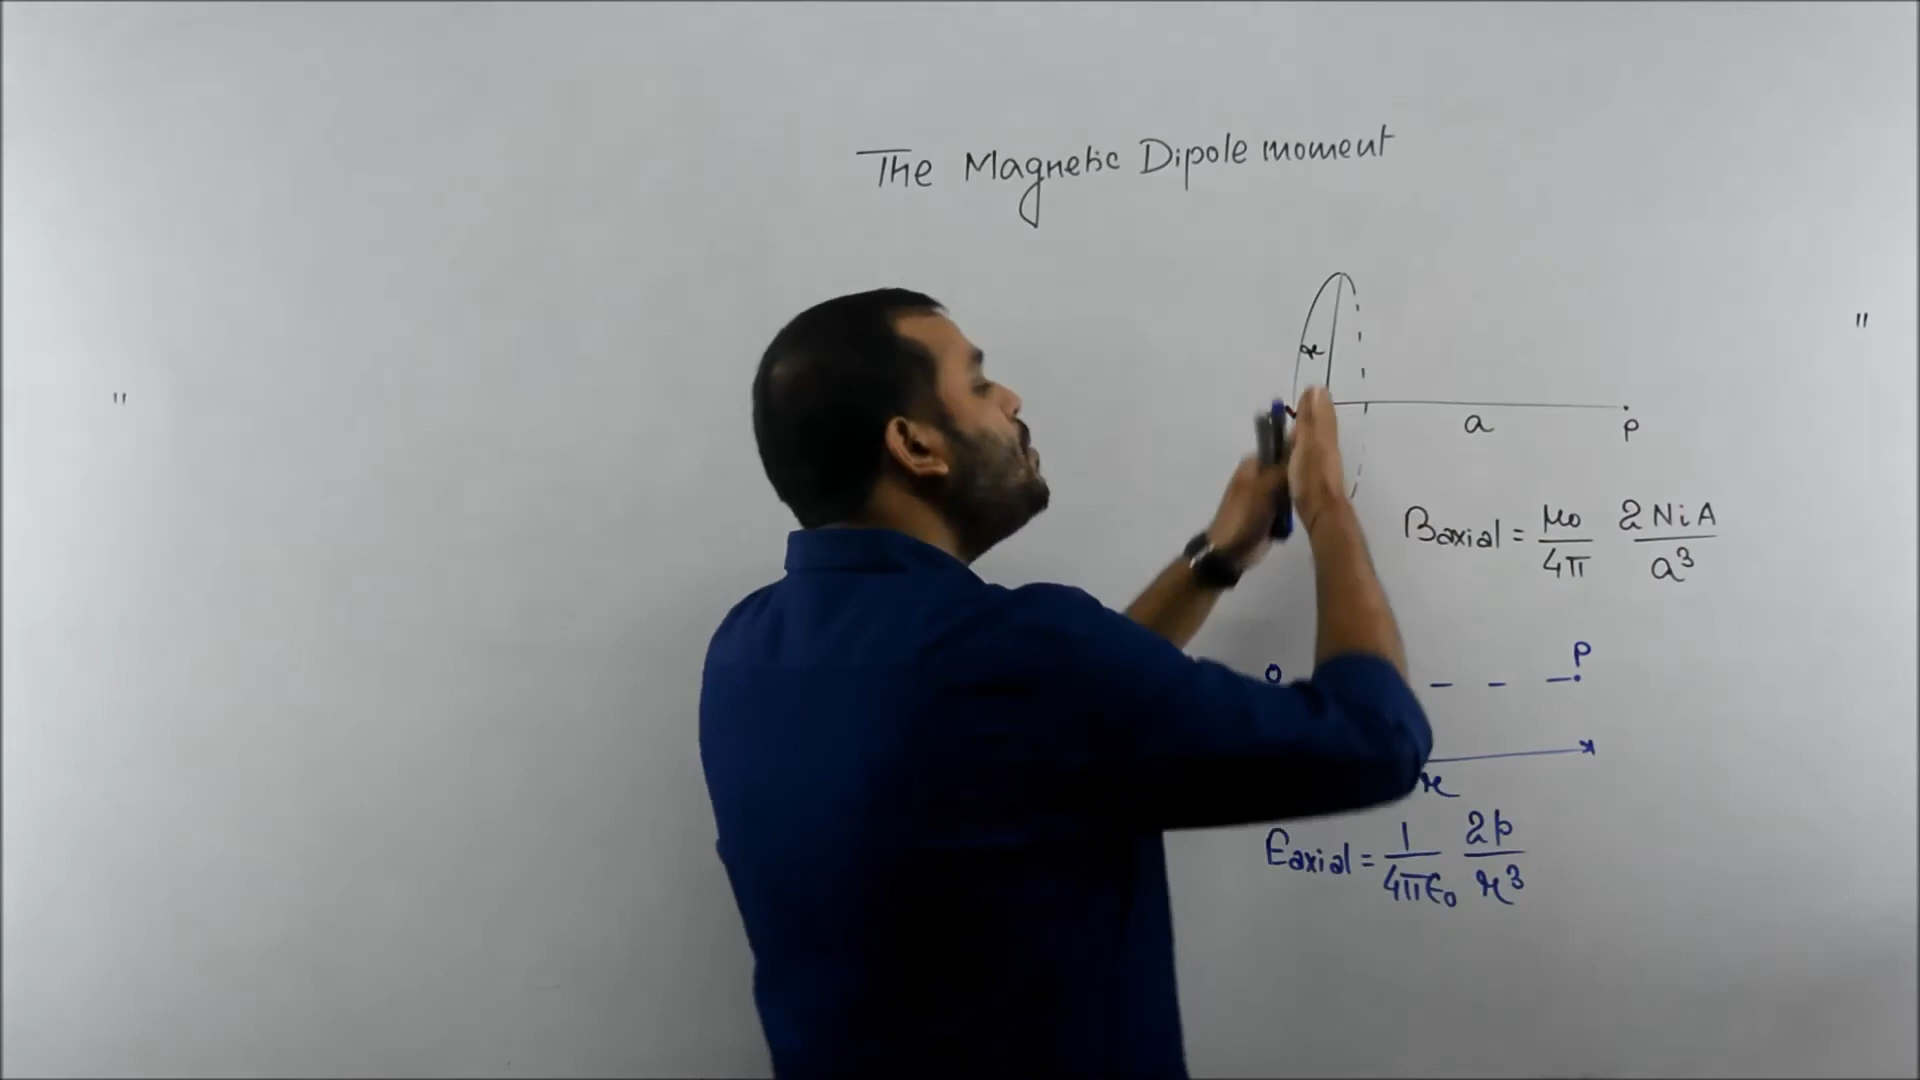 The Magnetic Dipole moment
"
"
r
a
P
Baxial = μ0/4π 2NiA/a³
O
P
r
Eaxial = 1/4πϵ0 2p/r³